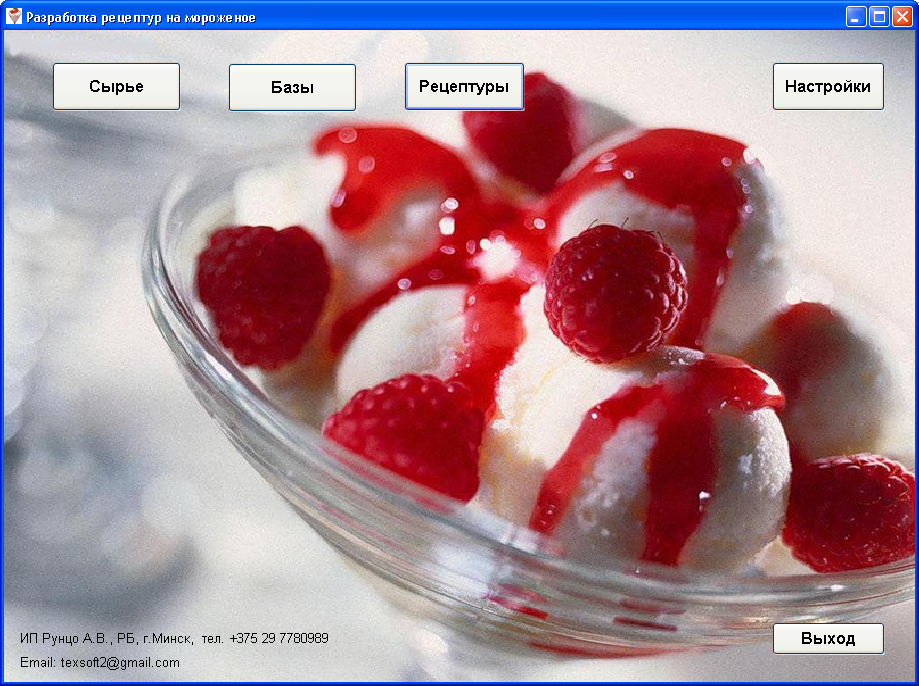 Разработка рецептур на мороженое
Сырье
Базы
Рецептуры
Настройки
ИП Рунцо А.В., РБ, г.Минск, тел. +375 29 7780989
Email: texsoft2@gmail.com
Выход